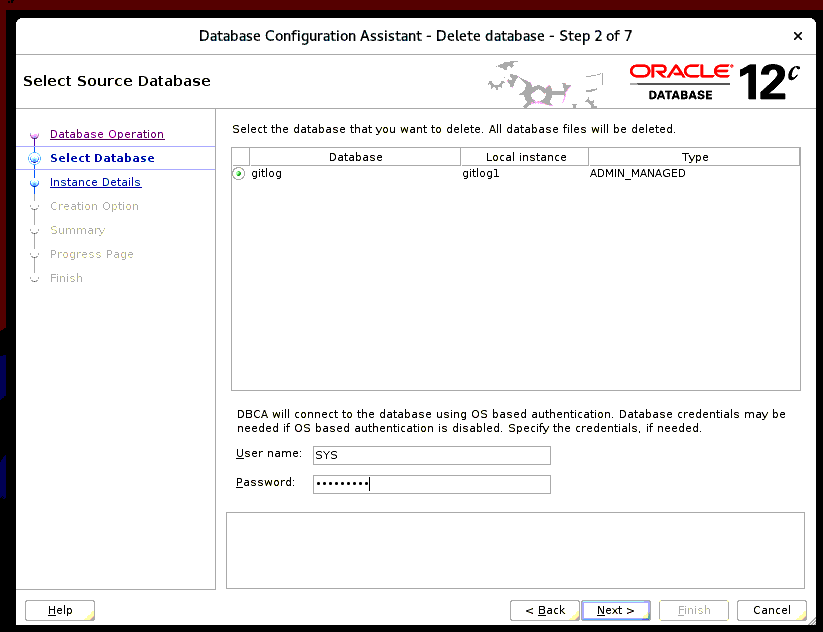 Database Configuration Assistant - Delete database - Step 2 of 7
Select Source Database
ORACLE
DATABASE
12c
Database Operation
Select Database
Instance Details
Creation Option
Summary
Progress Page
Finish
Select the database that you want to delete. All database files will be deleted.
Database Local instance Type
gitlog gitlog1 ADMIN_MANAGED
DBCA will connect to the database using OS based authentication. Database credentials may be
needed if OS based authentication is disabled. Specify the credentials, if needed.
User name: SYS
Password: •••••••••
Help < Back Next > Finish Cancel